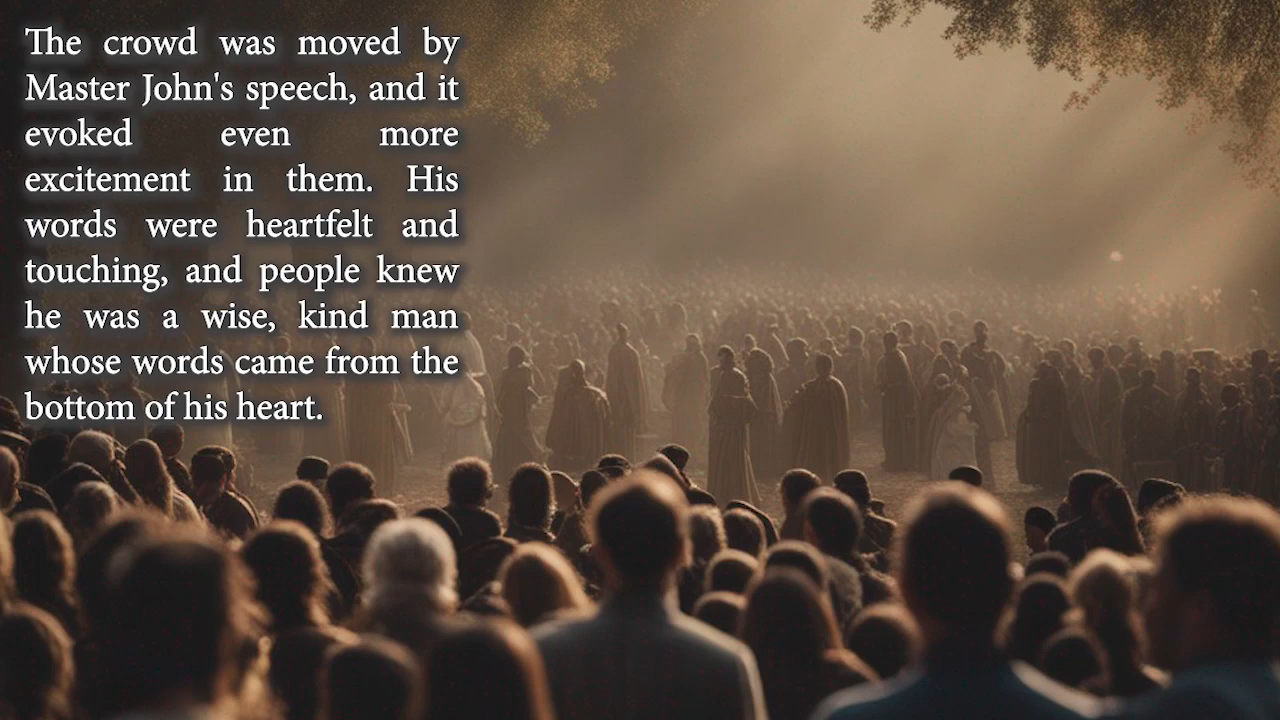 The crowd was moved by
Master John's speech, and it
evoked even more
excitement in them. His
words were heartfelt and
touching, and people knew
he was a wise, kind man
whose words came from the
bottom of his heart.